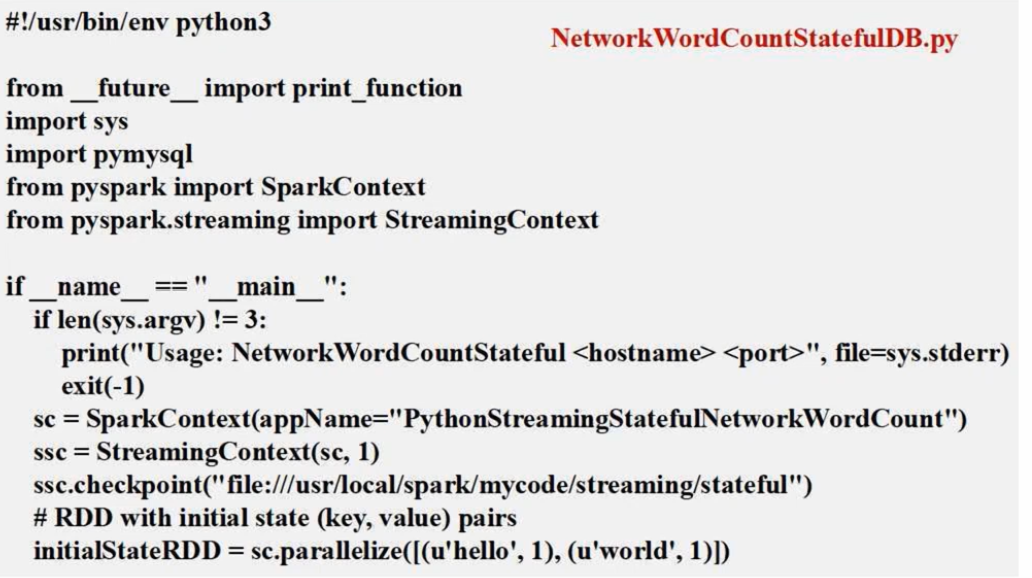 #!/usr/bin/env python3
NetworkWordCountStatefulDB.py
from __future__ import print_function
import sys
import pymysql
from pyspark import SparkContext
from pyspark.streaming import StreamingContext
if __name__ == "__main__":
if len(sys.argv) != 3:
print("Usage: NetworkWordCountStateful <hostname> <port>", file=sys.stderr)
exit(-1)
sc = SparkContext(appName="PythonStreamingStatefulNetworkWordCount")
ssc = StreamingContext(sc, 1)
ssc.checkpoint("file:///usr/local/spark/mycode/streaming/stateful")
# RDD with initial state (key, value) pairs
initialStateRDD = sc.parallelize([(u'hello', 1), (u'world', 1)])